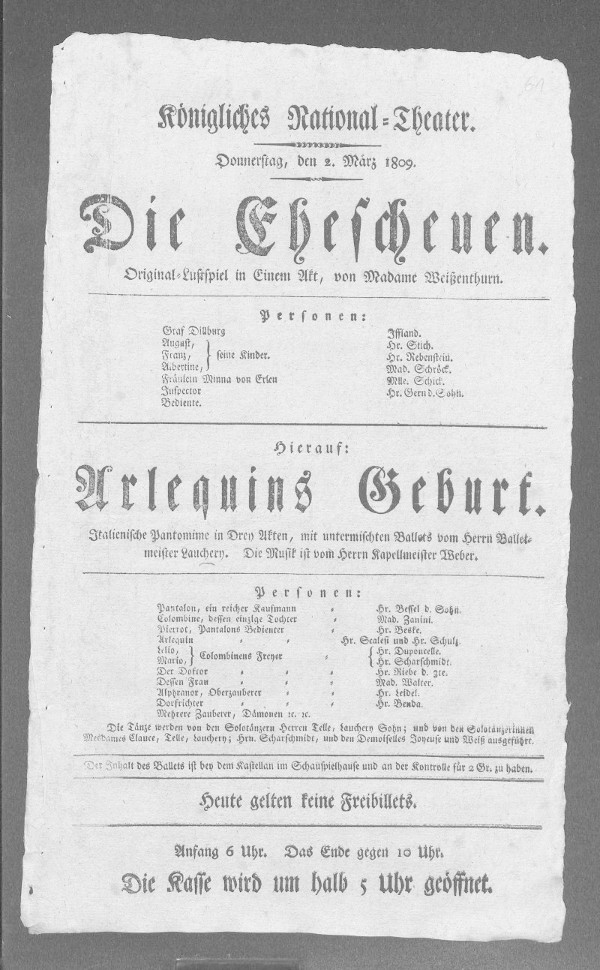 Königliches National-Theater.
Donnerstag, den 2. März 1809.
Die Ehescheuen.
Original-Lustspiel in Einem Akt, von Madame Weißenthurn.
Personen:
Graf Dillburg Iffland.
August, Hr. Stich.
Franz, } seine Kinder. Hr. Rebenstein.
Albertine, Mad. Schröck.
Fräulein Minna von Erlen Mlle. Schick.
Inspector Hr. Gern d. Sohn.
Bediente.
Hierauf:
Arlequins Geburt.
Italienische Pantomime in Drey Akten, mit untermischten Ballets vom Herrn Ballet-
meister Lauchery. Die Musik ist vom Herrn Kapellmeister Weber.
Personen:
Pantalon, ein reicher Kaufmann " Hr. Bessel d. Sohn.
Colombine, dessen einzige Tochter " Mad. Zanini.
Pierrot, Pantalons Bedienter " Hr. Beske.
Arlequin " " Hr. Scalesi und Hr. Schulz.
Lelio, } Colombinens Freyer " { Hr. Duponcelle.
Mario, Hr. Scharschmidt.
Der Doktor " " " Hr. Riebe d. 2te.
Dessen Frau " " " Mad. Walter.
Alphranor, Oberzauberer " " Hr. Leidel.
Dorfrichter " " " Hr. Benda.
Mehrere Zauberer, Dämonen ꝛc. ꝛc.
Die Tänze werden von den Solotänzern Herren Telle, Lauchery Sohn; und von den Solotänzerinnen
Mesdames Clauce, Telle, Lauchery; Hrn. Scharschmidt, und den Demoiselles Joyeuse und Weiß ausgeführt.
Der Inhalt des Ballets ist bey dem Kastellan im Schauspielhause und an der Kontrolle für 2 Gr. zu haben.
Heute gelten keine Freibillets.
Anfang 6 Uhr. Das Ende gegen 10 Uhr.
Die Kasse wird um halb 5 Uhr geöffnet.